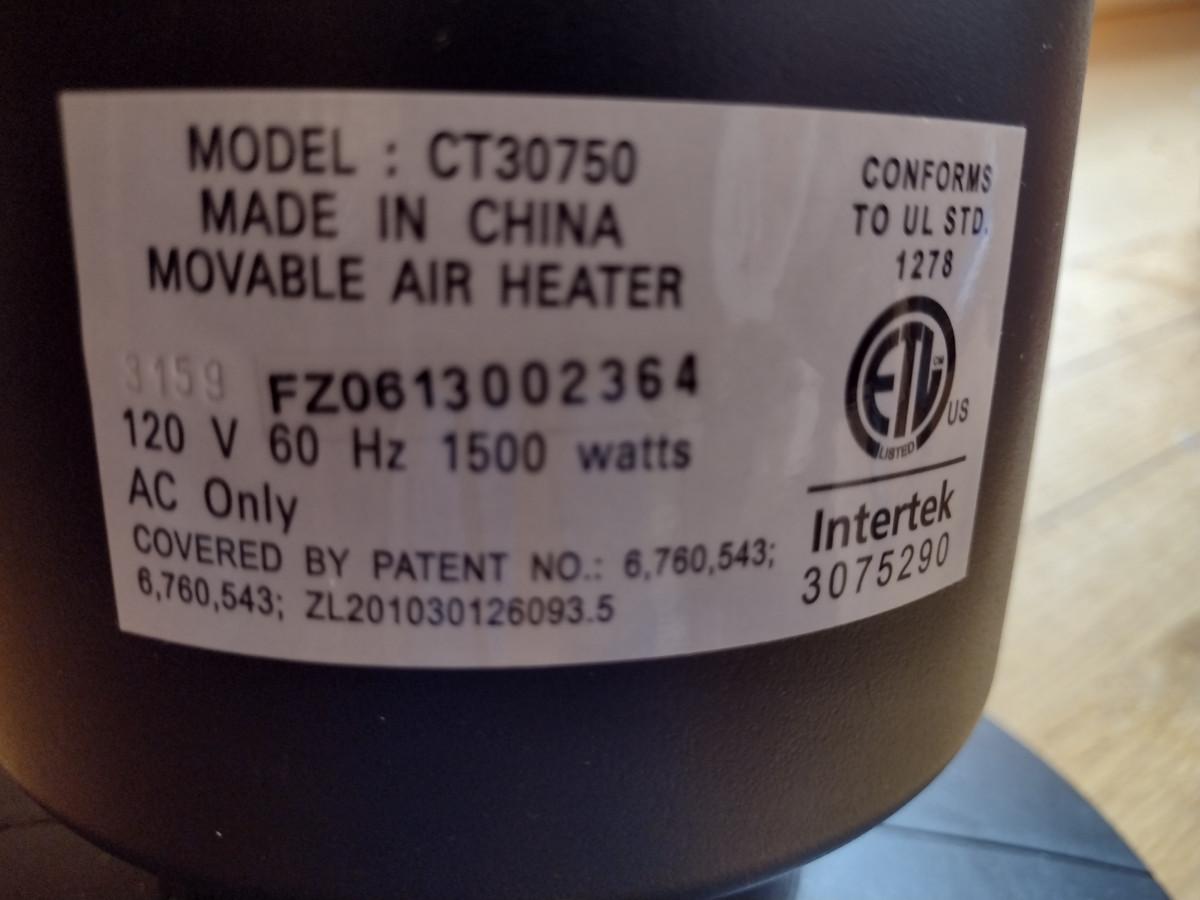 MODEL : CT30750
MADE IN CHINA
MOVABLE AIR HEATER
3159 FZ0613002364
120 V 60 Hz 1500 watts
AC Only
COVERED BY PATENT NO.: 6,760,543;
6,760,543; ZL201030126093.5
CONFORMS
TO UL STD.
1278
ETL CM
US
LISTED
Intertek
3075290